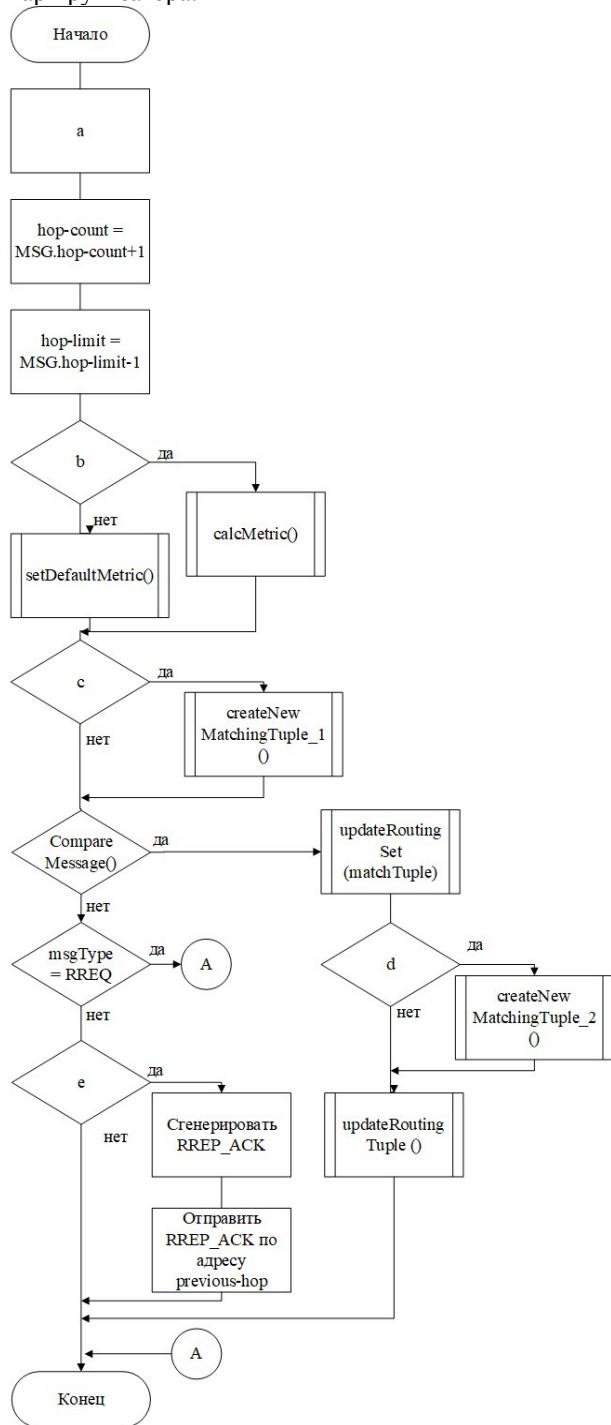 Начало
a
hop-count =
MSG.hop-count+1
hop-limit =
MSG.hop-limit-1
b
да
нет
calcMetric()
setDefaultMetric()
c
да
нет
createNew
MatchingTuple_1
()
Compare
Message()
да
нет
updateRouting
Set
(matchTuple)
msgType
= RREQ
да
A
нет
d
да
нет
createNew
MatchingTuple_2
()
e
да
нет
Сгенерировать
RREP_ACK
updateRouting
Tuple ()
Отправить
RREP_ACK по
адресу
previous-hop
A
Конец